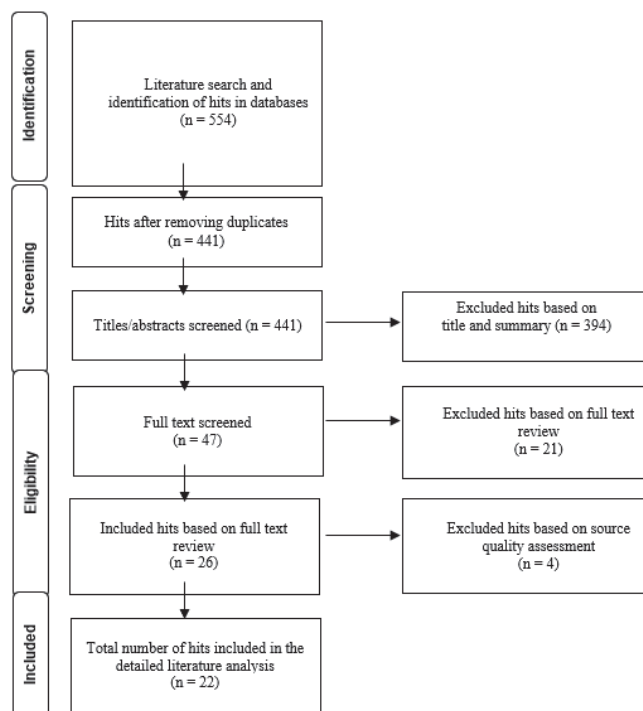 Identification
Literature search and
identification of hits in databases
(n = 554)
Screening
Hits after removing duplicates
(n = 441)
Titles/abstracts screened (n = 441)
Excluded hits based on
title and summary (n = 394)
Eligibility
Full text screened
(n = 47)
Excluded hits based on full text
review
(n = 21)
Included hits based on full text
review
(n = 26)
Excluded hits based on source
quality assessment
(n = 4)
Included
Total number of hits included in the
detailed literature analysis
(n = 22)